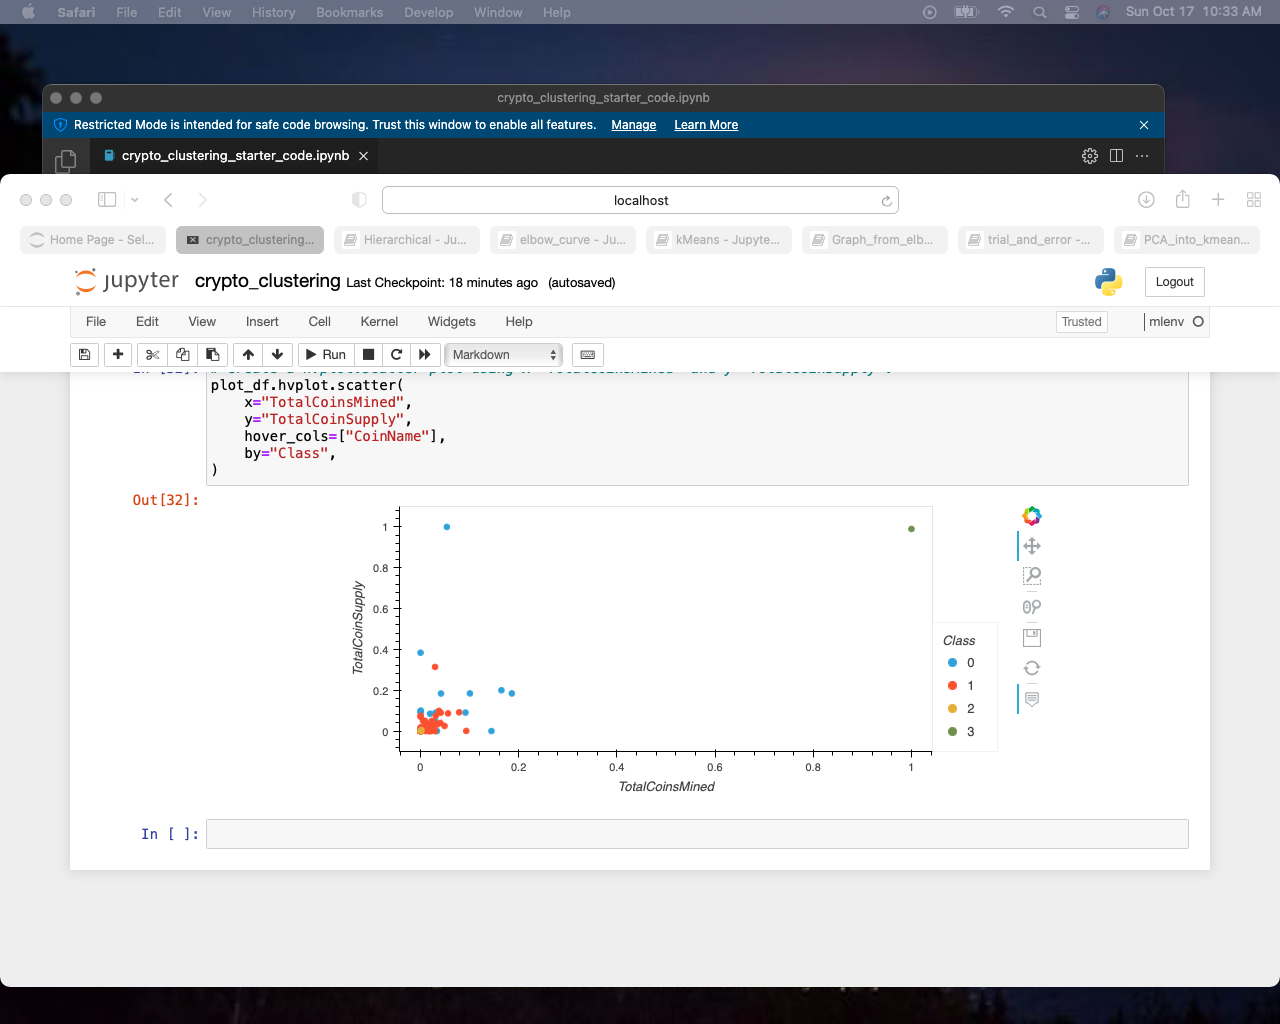 Safari File Edit View History Bookmarks Develop Window Help Sun Oct 17 10:33 AM
crypto_clustering_starter_code.ipynb
Restricted Mode is intended for safe code browsing. Trust this window to enable all features. Manage Learn More
crypto_clustering_starter_code.ipynb
localhost
Home Page - Sel... crypto_clustering... Hierarchical - Ju... elbow_curve - Ju... kMeans - Jupyte... Graph_from_elb... trial_and_error -... PCA_into_kmean...
jupyter crypto_clustering Last Checkpoint: 18 minutes ago (autosaved) Logout
File Edit View Insert Cell Kernel Widgets Help Trusted mlenv
Run Markdown
plot_df.hvplot.scatter(
x="TotalCoinsMined",
y="TotalCoinSupply",
hover_cols=["CoinName"],
by="Class",
)
Out[32]:
1
0.8
0.6
0.4
0.2
0
TotalCoinSupply
0 0.2 0.4 0.6 0.8 1
TotalCoinsMined
Class
0
1
2
3
In [ ]: